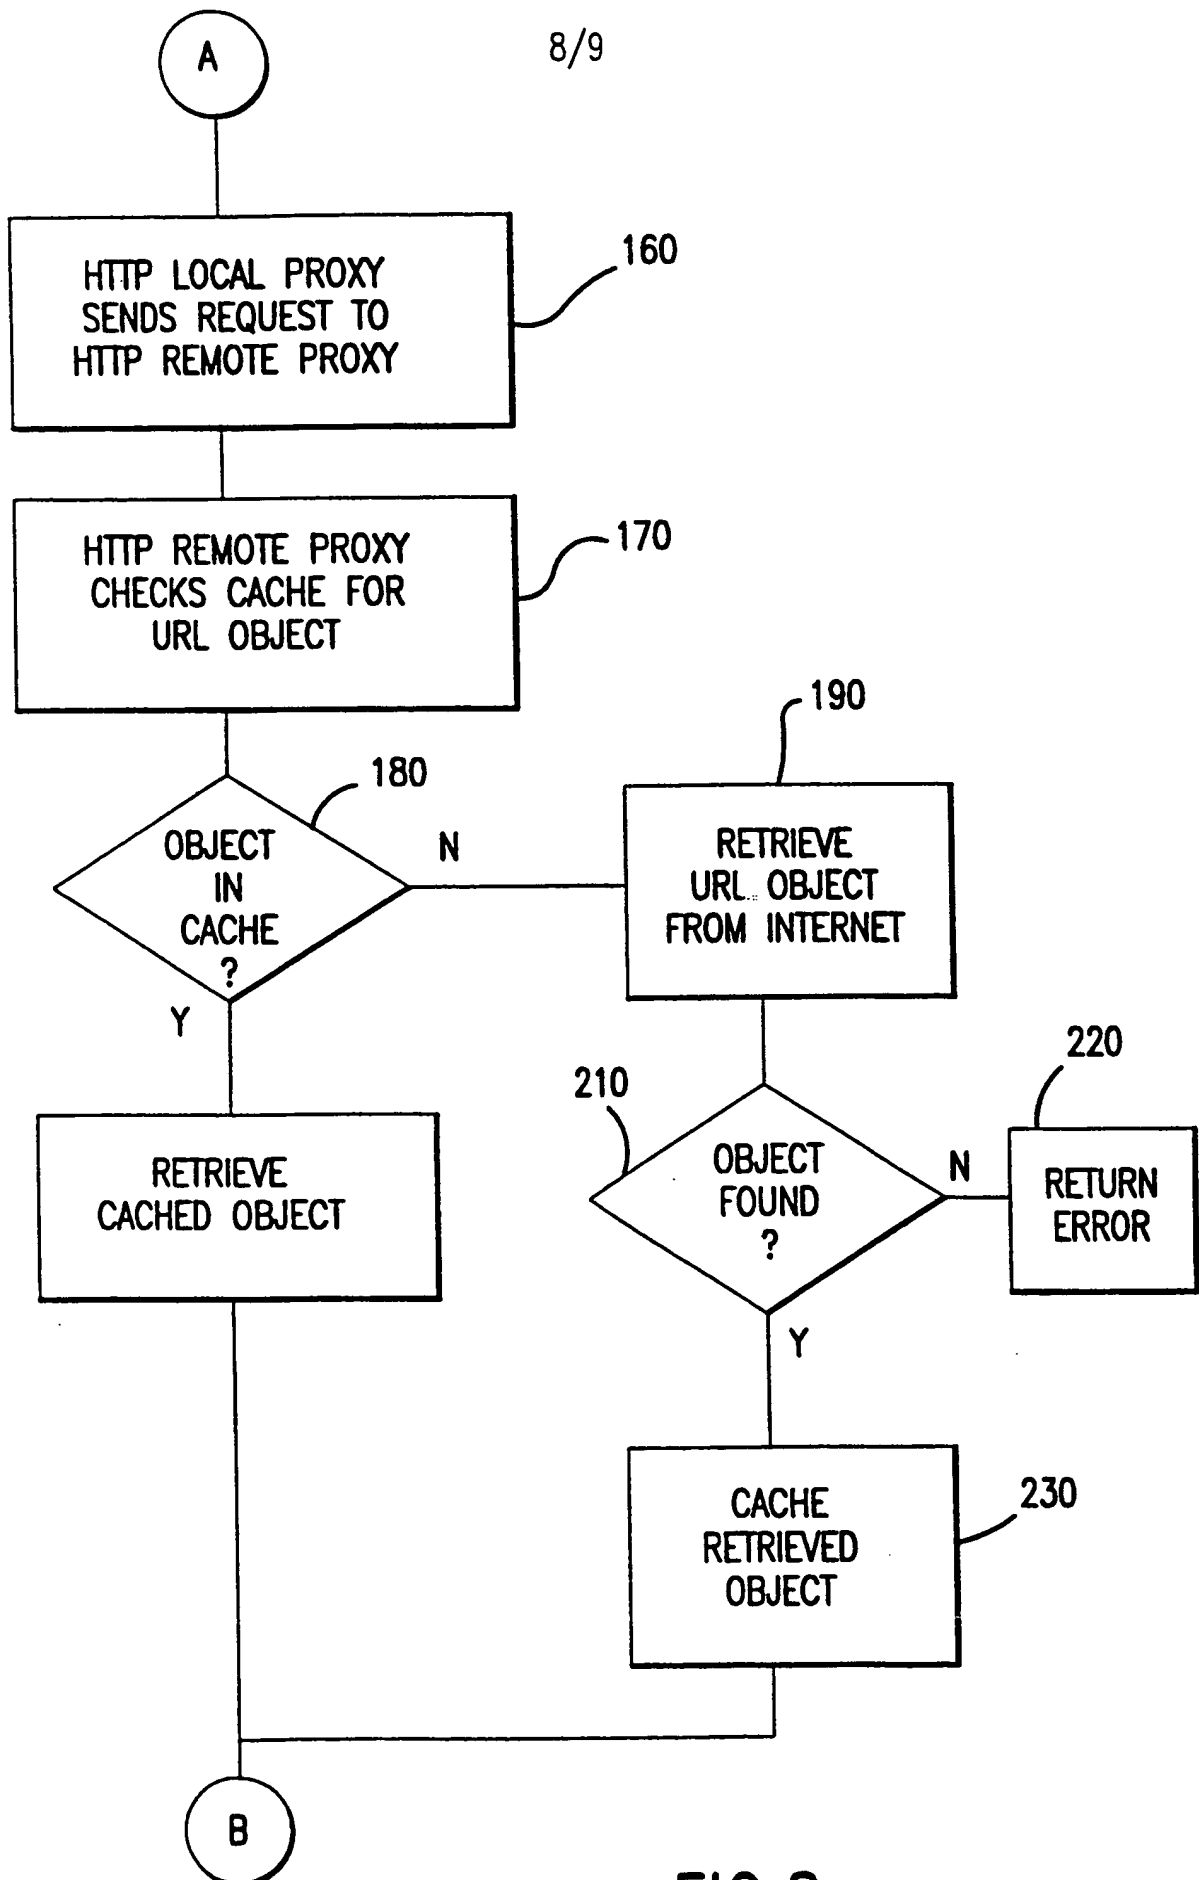 A
8/9
HTTP LOCAL PROXY
SENDS REQUEST TO
HTTP REMOTE PROXY
160
HTTP REMOTE PROXY
CHECKS CACHE FOR
URL OBJECT
170
180
OBJECT
IN
CACHE
?
N
Y
190
RETRIEVE
URL OBJECT
FROM INTERNET
RETRIEVE
CACHED OBJECT
210
OBJECT
FOUND
?
N
Y
220
RETURN
ERROR
230
CACHE
RETRIEVED
OBJECT
B